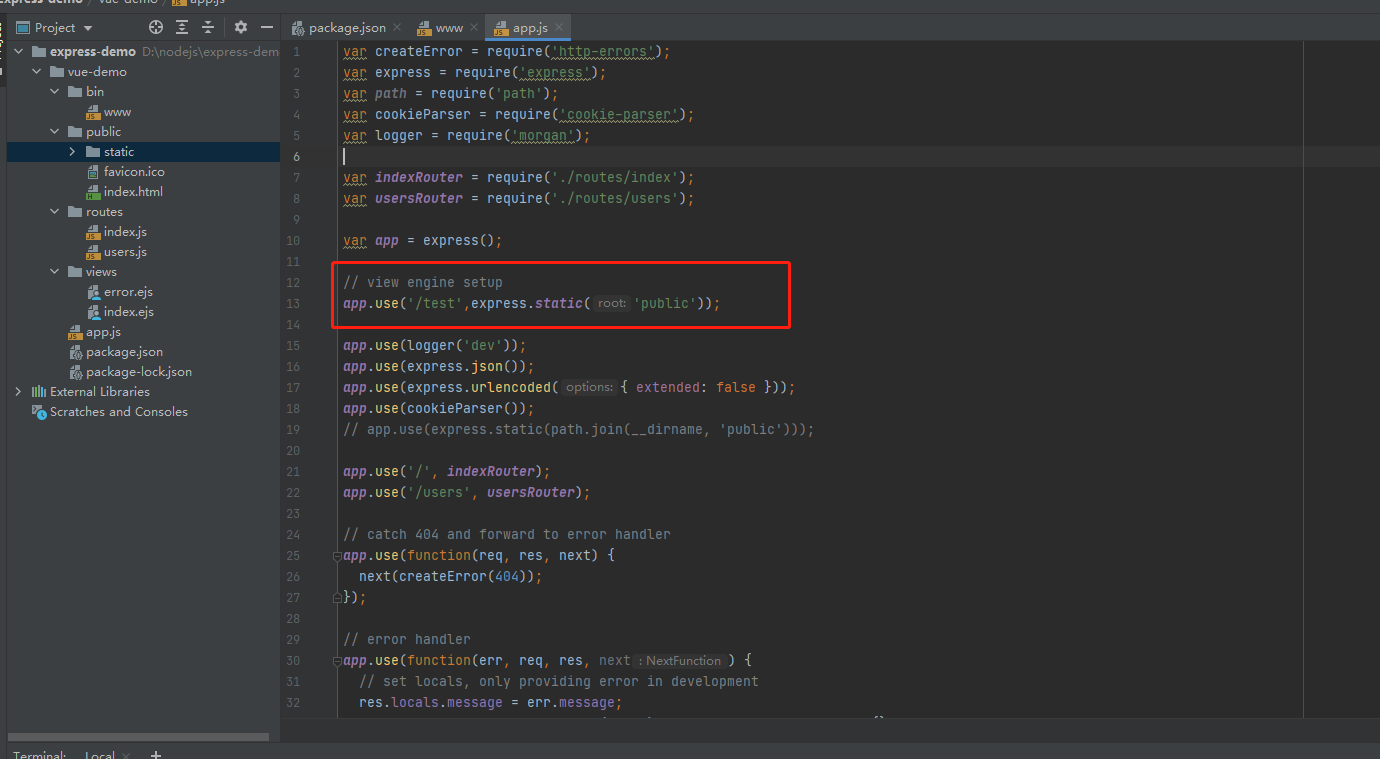 express-demo vue-demo app.js
Project
package.json
www
app.js
express-demo D:\nodejs\express-dem
vue-demo
bin
www
public
static
favicon.ico
index.html
routes
index.js
users.js
views
error.ejs
index.ejs
app.js
package.json
package-lock.json
External Libraries
Scratches and Consoles
1 var createError = require('http-errors');
2 var express = require('express');
3 var path = require('path');
4 var cookieParser = require('cookie-parser');
5 var logger = require('morgan');
6
7 var indexRouter = require('./routes/index');
8 var usersRouter = require('./routes/users');
9
10 var app = express();
11
12 // view engine setup
13 app.use('/test',express.static( root: 'public'));
14
15 app.use(logger('dev'));
16 app.use(express.json());
17 app.use(express.urlencoded( options: { extended: false }));
18 app.use(cookieParser());
19 // app.use(express.static(path.join(__dirname, 'public')));
20
21 app.use('/', indexRouter);
22 app.use('/users', usersRouter);
23
24 // catch 404 and forward to error handler
25 app.use(function(req, res, next) {
26 next(createError(404));
27 });
28
29 // error handler
30 app.use(function(err, req, res, next : NextFunction ) {
31 // set locals, only providing error in development
32 res.locals.message = err.message;
Terminal: Local +